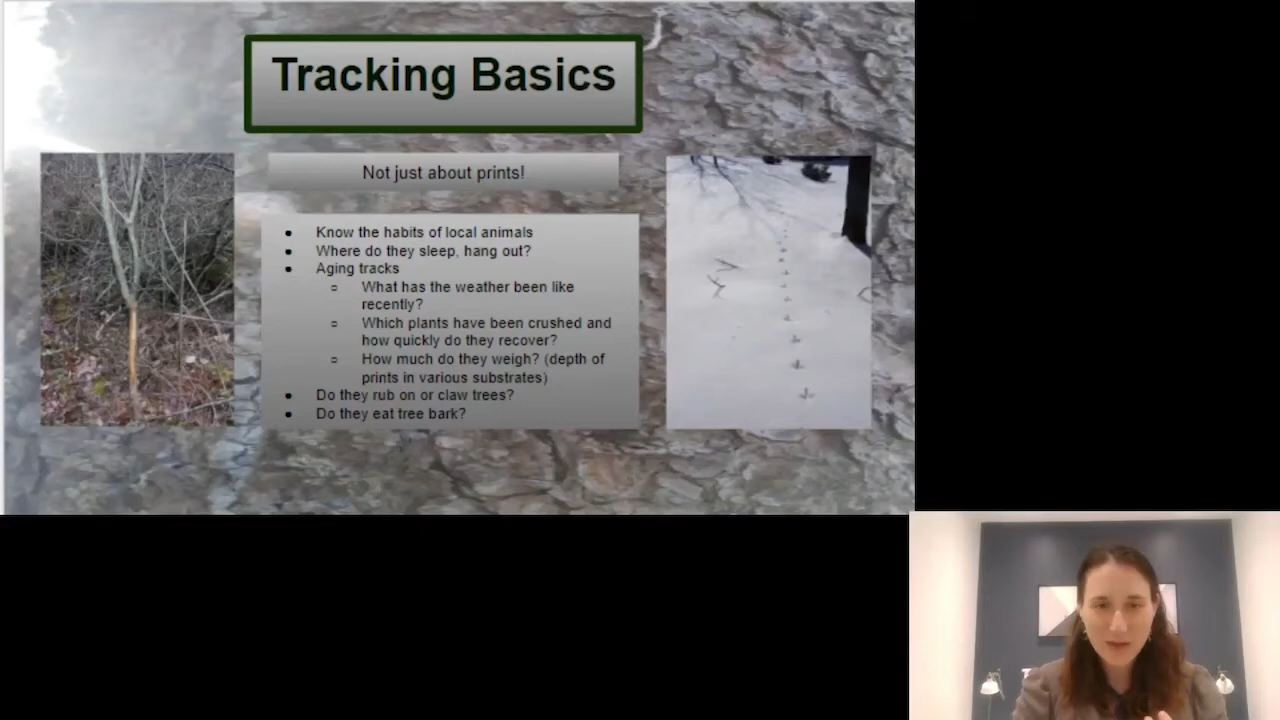 Tracking Basics
Not just about prints!
• Know the habits of local animals
• Where do they sleep, hang out?
• Aging tracks
○ What has the weather been like
recently?
○ Which plants have been crushed and
how quickly do they recover?
○ How much do they weigh? (depth of
prints in various substrates)
• Do they rub on or claw trees?
• Do they eat tree bark?